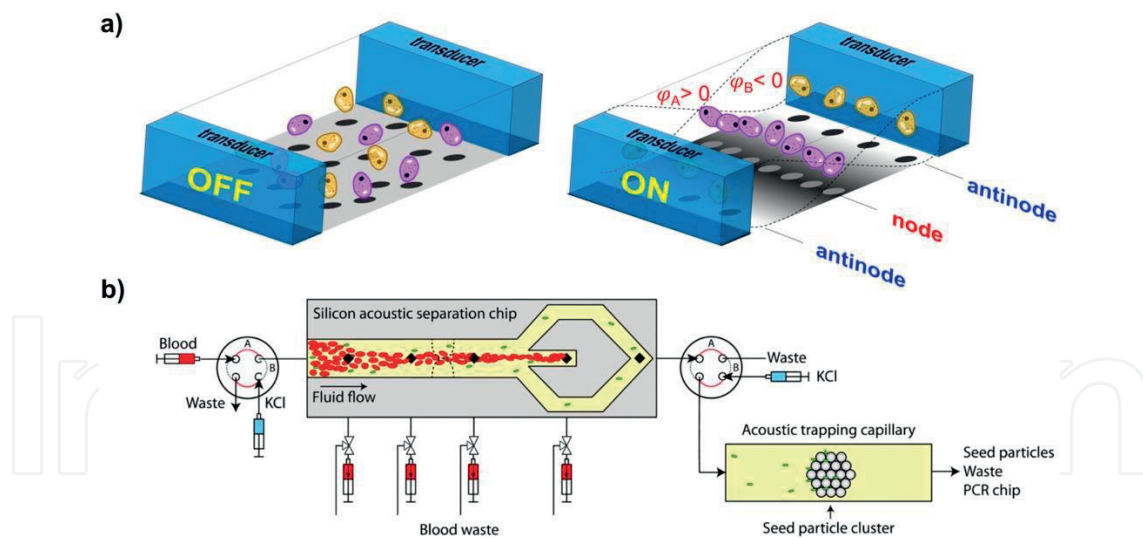 a)
transducer
transducer
OFF
transducer
transducer
ON
φA > 0
φB < 0
antinode
node
antinode
b)
Silicon acoustic separation chip
Blood
A
B
Waste
KCl
Fluid flow
Blood waste
A
B
Waste
KCl
Acoustic trapping capillary
Seed particles
Waste
PCR chip
Seed particle cluster